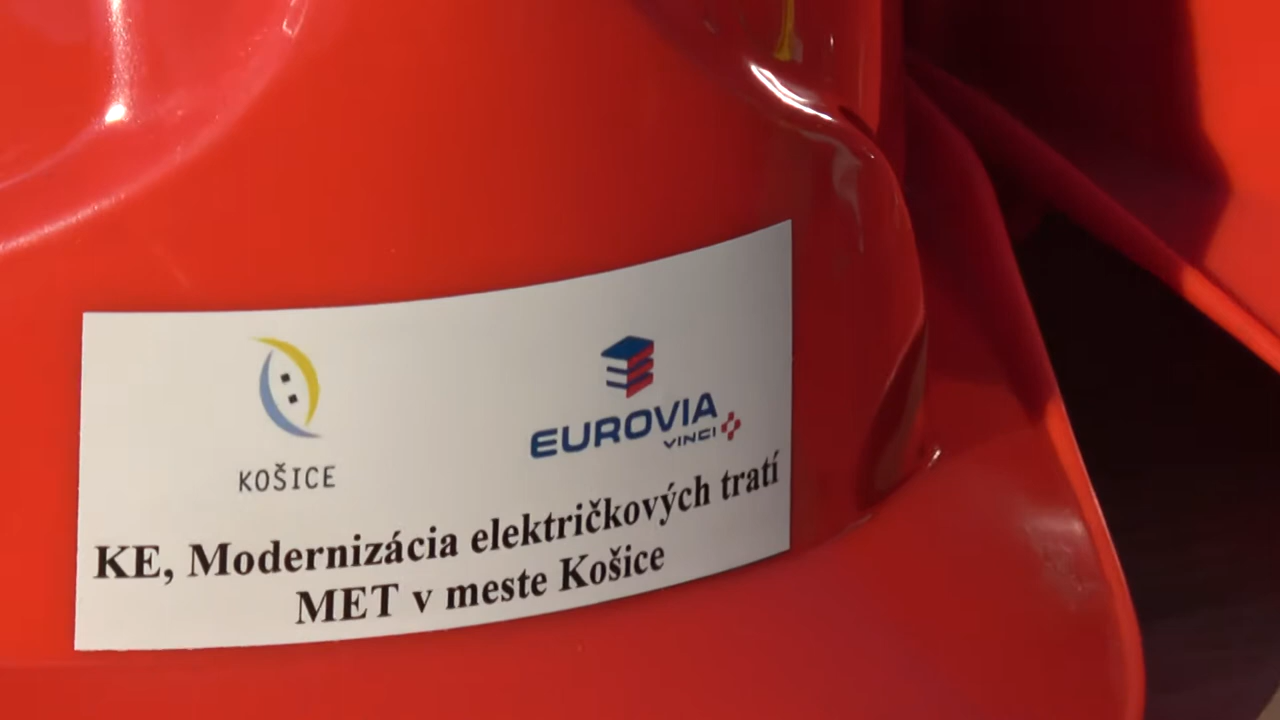 KOŠICE
EUROVIA
VINCI
KE, Modernizácia električkových tratí
MET v meste Košice